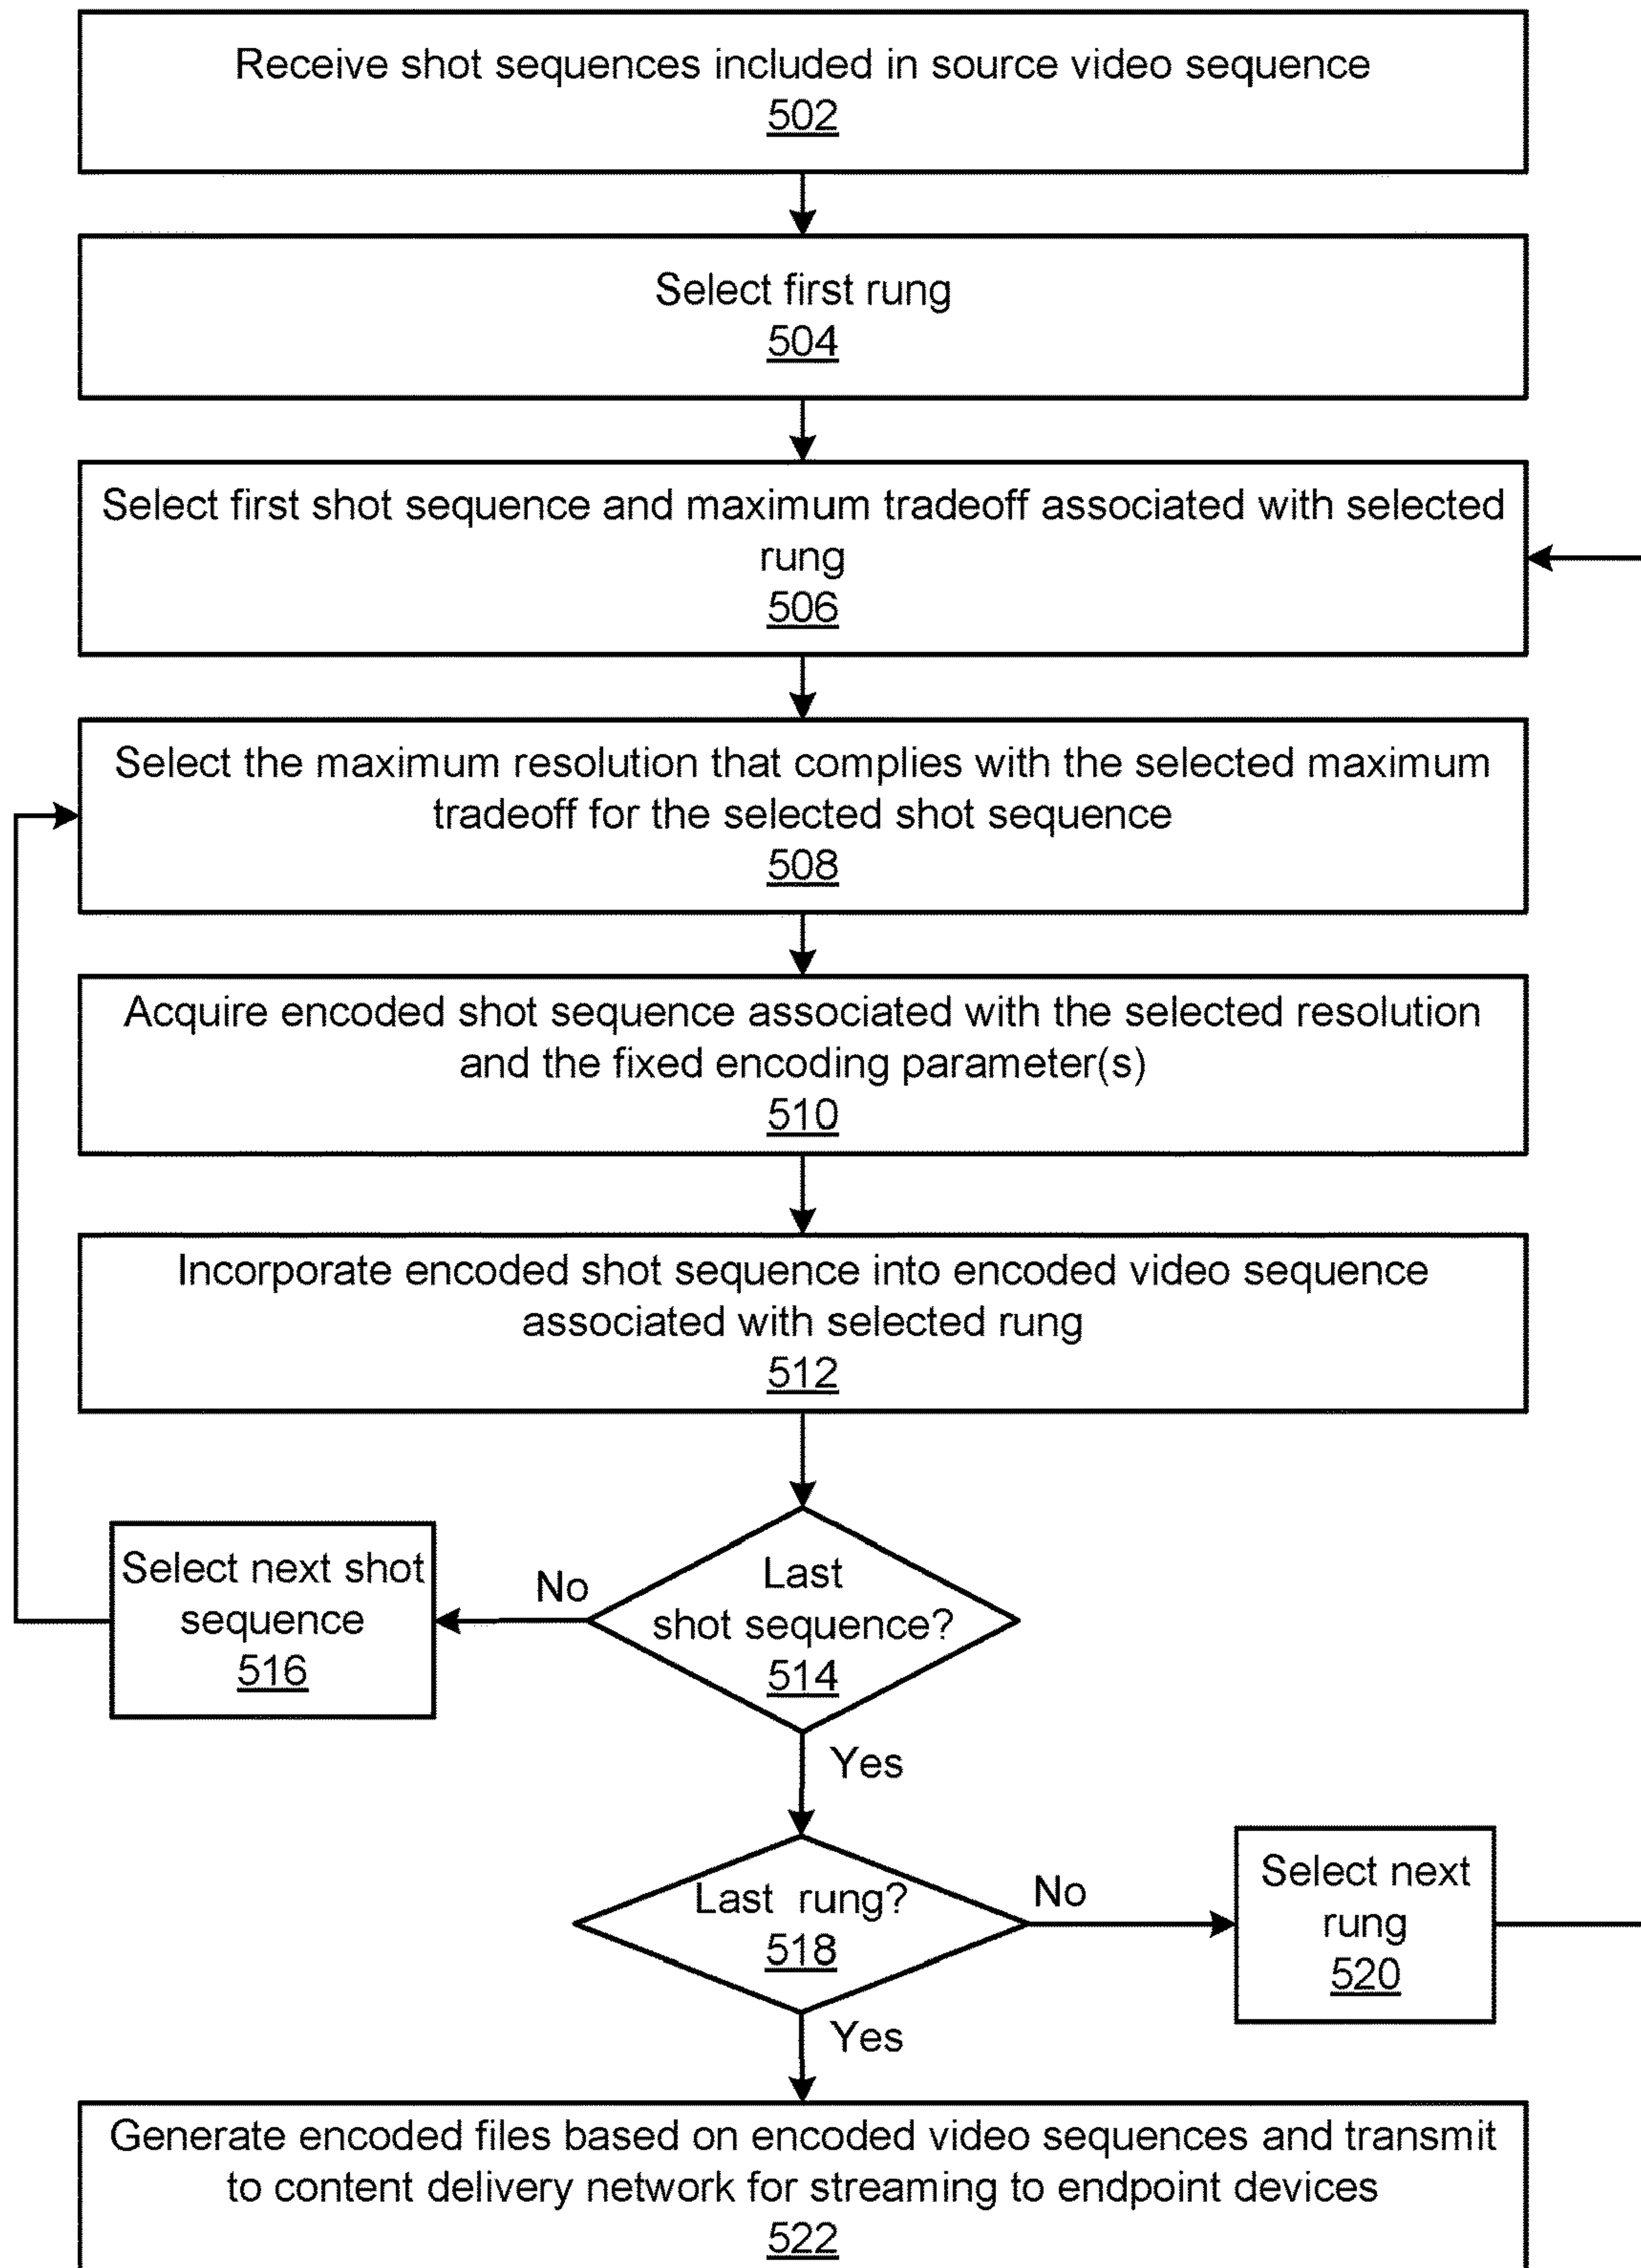 Receive shot sequences included in source video sequence
502
Select first rung
504
Select first shot sequence and maximum tradeoff associated with selected
rung
506
Select the maximum resolution that complies with the selected maximum
tradeoff for the selected shot sequence
508
Acquire encoded shot sequence associated with the selected resolution
and the fixed encoding parameter(s)
510
Incorporate encoded shot sequence into encoded video sequence
associated with selected rung
512
Last
shot sequence?
514
No
Select next shot
sequence
516
Yes
Last rung?
518
No
Select next
rung
520
Yes
Generate encoded files based on encoded video sequences and transmit
to content delivery network for streaming to endpoint devices
522